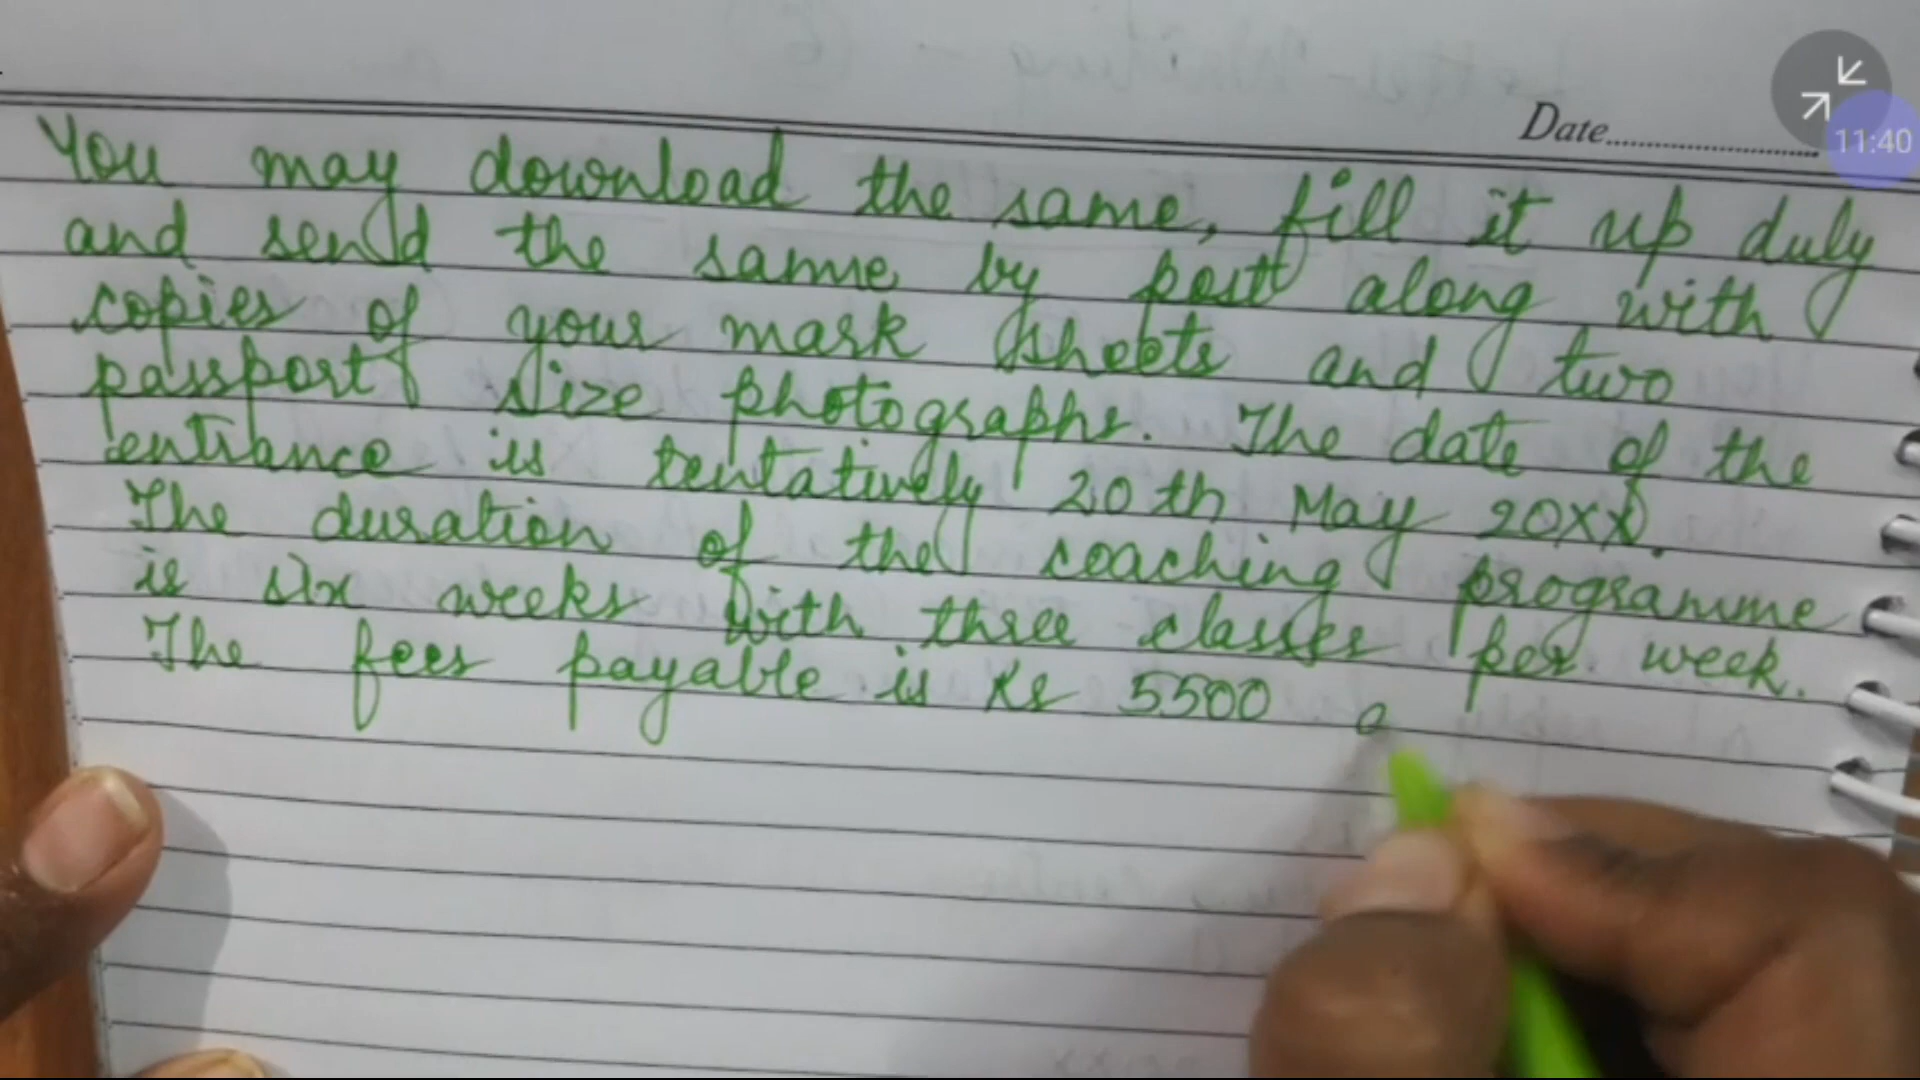 Date
11:40
You may download the same, fill it up duly
and send the same by post along with
copies of your mark sheets and two
passport size photographs. The date of the
entrance is tentatively 20th May 20XX.
The duration of the coaching programme
is six weeks with three classes per week.
The fees payable is Rs 5500 a